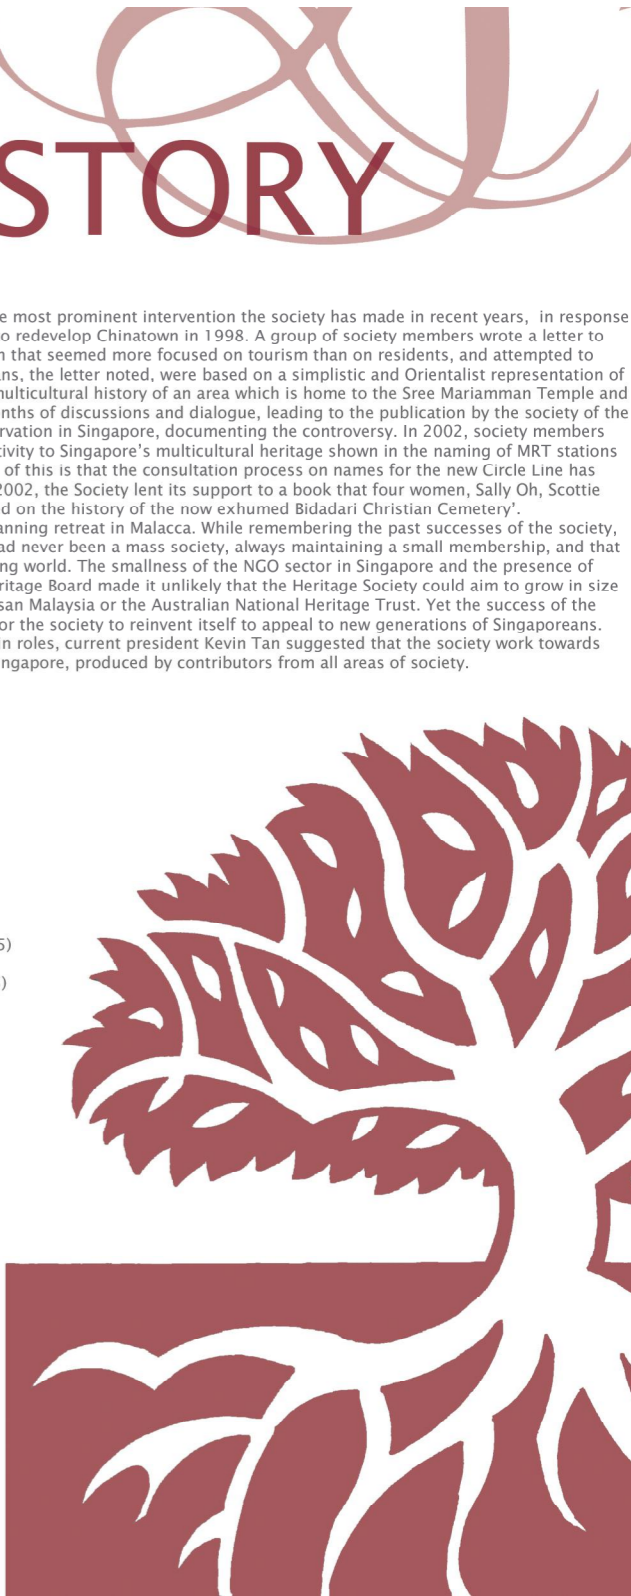 STORY
e most prominent intervention the society has made in recent years, in response
o redevelop Chinatown in 1998. A group of society members wrote a letter to
n that seemed more focused on tourism than on residents, and attempted to
ans, the letter noted, were based on a simplistic and Orientalist representation of
multicultural history of an area which is home to the Sree Mariamman Temple and
nths of discussions and dialogue, leading to the publication by the society of the
rvation in Singapore, documenting the controversy. In 2002, society members
tivity to Singapore's multicultural heritage shown in the naming of MRT stations
of this is that the consultation process on names for the new Circle Line has
2002, the Society lent its support to a book that four women, Sally Oh, Scottie
ed on the history of the now exhumed Bidadari Christian Cemetery'.
anning retreat in Malacca. While remembering the past successes of the society,
ad never been a mass society, always maintaining a small membership, and that
ng world. The smallness of the NGO sector in Singapore and the presence of
ritage Board made it unlikely that the Heritage Society could aim to grow in size
san Malaysia or the Australian National Heritage Trust. Yet the success of the
or the society to reinvent itself to appeal to new generations of Singaporeans.
in roles, current president Kevin Tan suggested that the society work towards
ngapore, produced by contributors from all areas of society.
5)
)